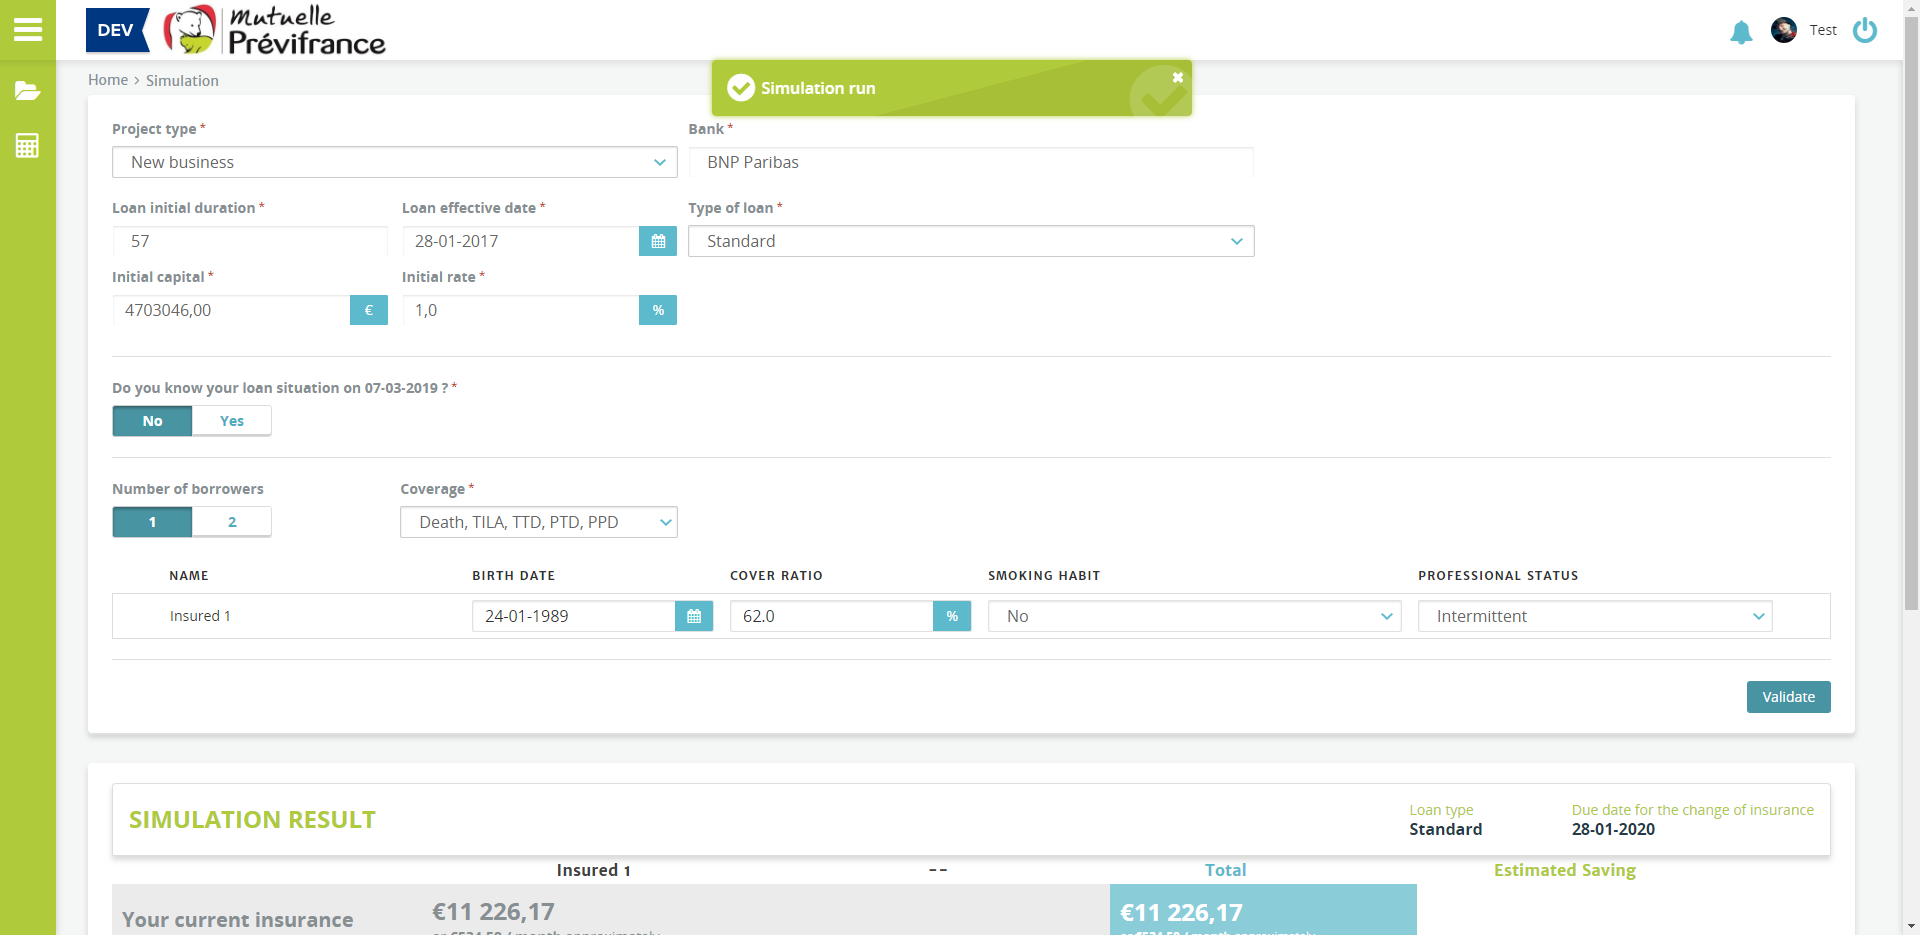 DEV
Mutuelle
Prévifrance
Test
Home > Simulation
Simulation run
Project type *
Bank *
New business
BNP Paribas
Loan initial duration *
Loan effective date *
Type of loan *
57
28-01-2017
Standard
Initial capital *
Initial rate *
4703046,00 €
1,0 %
Do you know your loan situation on 07-03-2019 ? *
No Yes
Number of borrowers
Coverage *
1 2
Death, TILA, TTD, PTD, PPD
NAME BIRTH DATE COVER RATIO SMOKING HABIT PROFESSIONAL STATUS
Insured 1 24-01-1989 62.0 % No Intermittent
Validate
SIMULATION RESULT
Loan type
Standard
Due date for the change of insurance
28-01-2020
Insured 1 -- Total Estimated Saving
Your current insurance
€11 226,17
€11 226,17